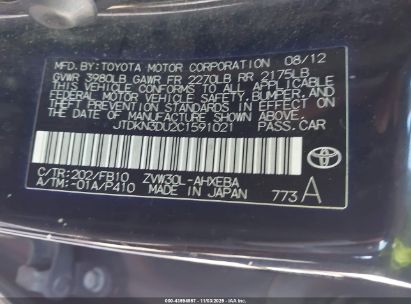 MFD.BY: TOYOTA MOTOR CORPORATION 08/12
GVWR 3980LB GAWR FR 2270LB RR 2175LB
THIS VEHICLE CONFORMS TO ALL APPLICABLE
FEDERAL MOTOR VEHICLE SAFETY, BUMPER, AND
THEFT PREVENTION STANDARDS IN EFFECT ON THE
DATE OF MANUFACTURE SHOWN ABOVE.
JTDKN3DU2C1591021 PASS.CAR
C/TR:202/FB10 ZVW30L-AHXEBA
A/TM:-01A/P410 MADE IN JAPAN 773 A
TOYOTA